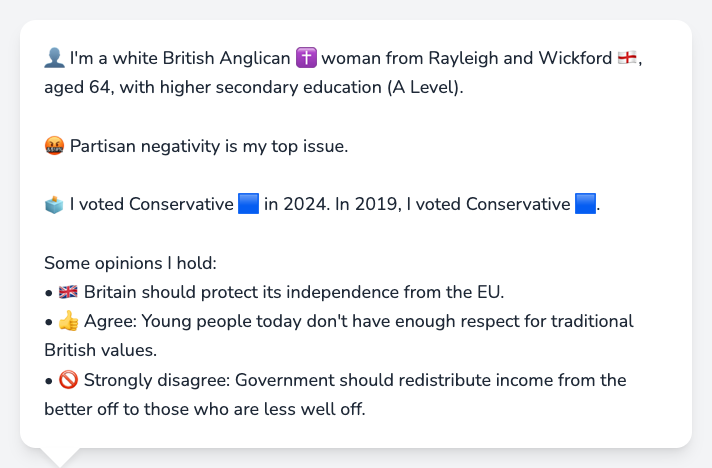 👤 I'm a white British Anglican ✝️ woman from Rayleigh and Wickford 🏴󠁧󠁢󠁥󠁮󠁧󠁿,
aged 64, with higher secondary education (A Level).
🤬 Partisan negativity is my top issue.
🗳️ I voted Conservative 🟦 in 2024. In 2019, I voted Conservative 🟦.
Some opinions I hold:
• 🇬🇧 Britain should protect its independence from the EU.
• 👍 Agree: Young people today don't have enough respect for traditional
British values.
• 🚫 Strongly disagree: Government should redistribute income from the
better off to those who are less well off.